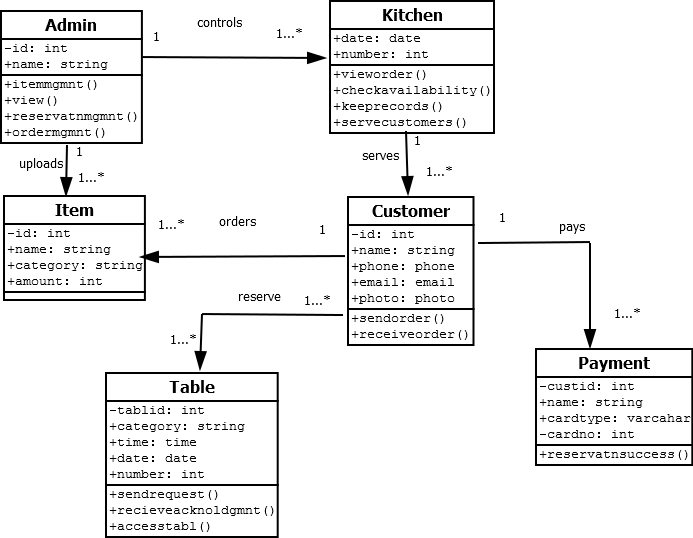 Admin
-id: int
+name: string
+itemmgmnt()
+view()
+reservatnmgmnt()
+ordermgmnt()
controls
1
1...*
Kitchen
+date: date
+number: int
+vieworder()
+checkavailability()
+keeprecords()
+servecustomers()
uploads
1
1...*
serves
1
1...*
Item
-id: int
+name: string
+category: string
+amount: int
1...*
orders
1
Customer
-id: int
+name: string
+phone: phone
+email: email
+photo: photo
+sendorder()
+receiveorder()
1
pays
1...*
reserve
1...*
1...*
Table
-tablid: int
+category: string
+time: time
+date: date
+number: int
+sendrequest()
+recieveacknoldgmnt()
+accesstabl()
Payment
-custid: int
+name: string
+cardtype: varcahar
-cardno: int
+reservatnsuccess()